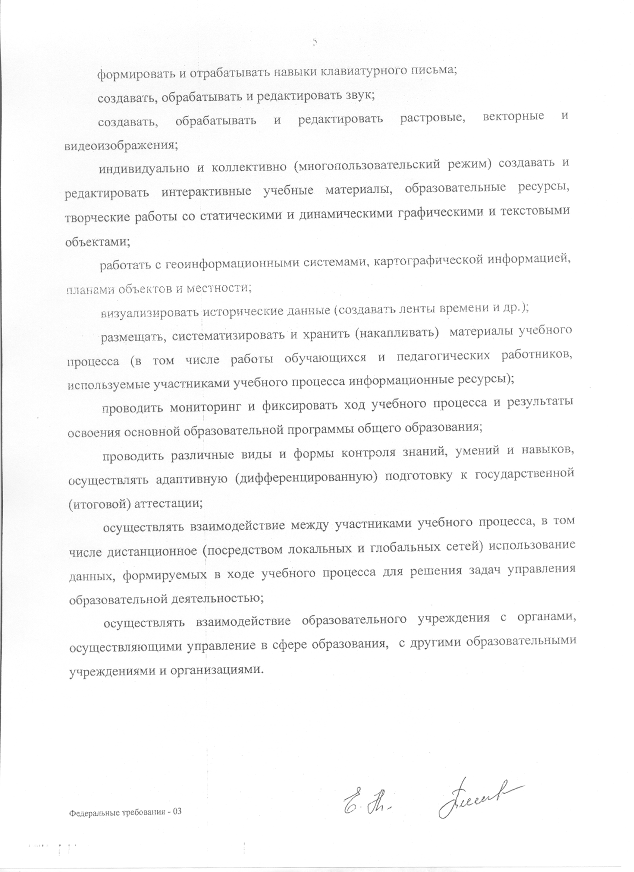 формировать и отрабатывать навыки клавиатурного письма;
создавать, обрабатывать и редактировать звук;
создавать, обрабатывать и редактировать растровые, векторные и
видеоизображения;
индивидуально и коллективно (многопользовательский режим) создавать и
редактировать интерактивные учебные материалы, образовательные ресурсы,
творческие работы со статическими и динамическими графическими и текстовыми
объектами;
работать с геоинформационными системами, картографической информацией,
планами объектов и местности;
визуализировать исторические данные (создавать ленты времени и др.);
размещать, систематизировать и хранить (накапливать) материалы учебного
процесса (в том числе работы обучающихся и педагогических работников,
используемые участниками учебного процесса информационные ресурсы);
проводить мониторинг и фиксировать ход учебного процесса и результаты
освоения основной образовательной программы общего образования;
проводить различные виды и формы контроля знаний, умений и навыков,
осуществлять адаптивную (дифференцированную) подготовку к государственной
(итоговой) аттестации;
осуществлять взаимодействие между участниками учебного процесса, в том
числе дистанционное (посредством локальных и глобальных сетей) использование
данных, формируемых в ходе учебного процесса для решения задач управления
образовательной деятельностью;
осуществлять взаимодействие образовательного учреждения с органами,
осуществляющими управление в сфере образования, с другими образовательными
учреждениями и организациями.
Федеральные требования - 03